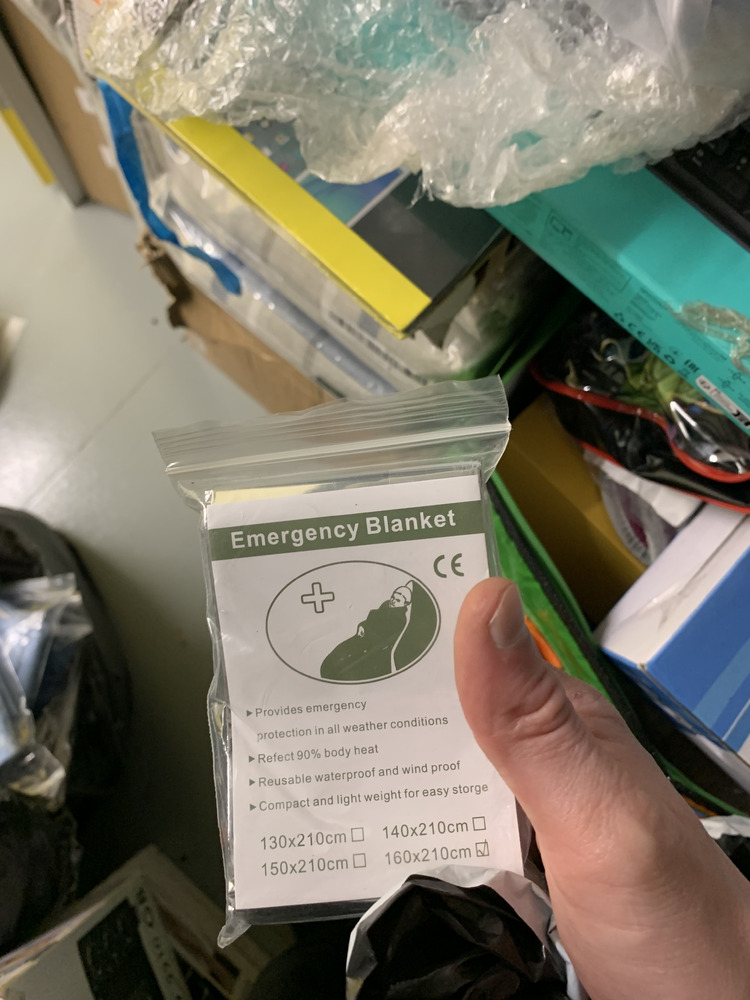 Emergency Blanket
CE
▶Provides emergency
protection in all weather conditions
▶Refect 90% body heat
▶Reusable waterproof and wind proof
▶Compact and light weight for easy storge
130x210cm☐ 140x210cm☐
150x210cm☐ 160x210cm☑